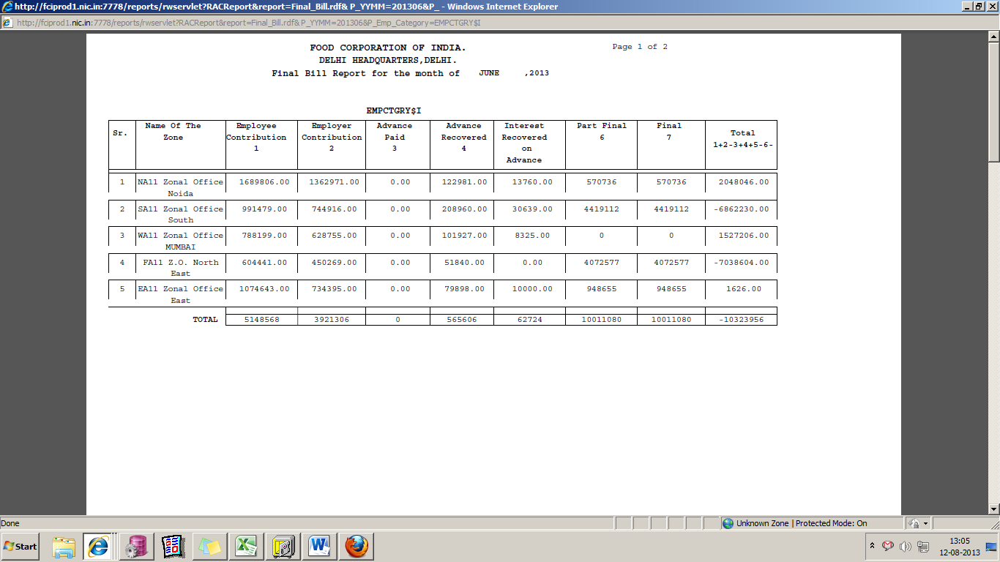 http://fciprod1.nic.in:7778/reports/rwservlet?RACReport&report=Final_Bill.rdf& P_YYMM=201306&P_ - Windows Internet Explorer
http://fciprod1.nic.in:7778/reports/rwservlet?RACReport&report=Final_Bill.rdf& P_YYMM=201306&P_Emp_Category=EMPCTGRY$I
FOOD CORPORATION OF INDIA. Page 1 of 2
DELHI HEADQUARTERS,DELHI.
Final Bill Report for the month of JUNE ,2013
EMPCTGRY$I
Sr. Name Of The Employee Employer Advance Advance Interest Part Final Final Total
Zone Contribution Contribution Paid Recovered Recovered 6 7 1+2-3+4+5-6-
1 2 3 4 on
Advance
1 NA11 Zonal Office 1689806.00 1362971.00 0.00 122981.00 13760.00 570736 570736 2048046.00
Noida
2 SA11 Zonal Office 991479.00 744916.00 0.00 208960.00 30639.00 4419112 4419112 -6862230.00
South
3 WA11 Zonal Office 788199.00 628755.00 0.00 101927.00 8325.00 0 0 1527206.00
MUMBAI
4 FA11 Z.O. North 604441.00 450269.00 0.00 51840.00 0.00 4072577 4072577 -7038604.00
East
5 EA11 Zonal Office 1074643.00 734395.00 0.00 79898.00 10000.00 948655 948655 1626.00
East
TOTAL 5148568 3921306 0 565606 62724 10011080 10011080 -10323956
Done Unknown Zone | Protected Mode: On
Start 13:05
12-08-2013